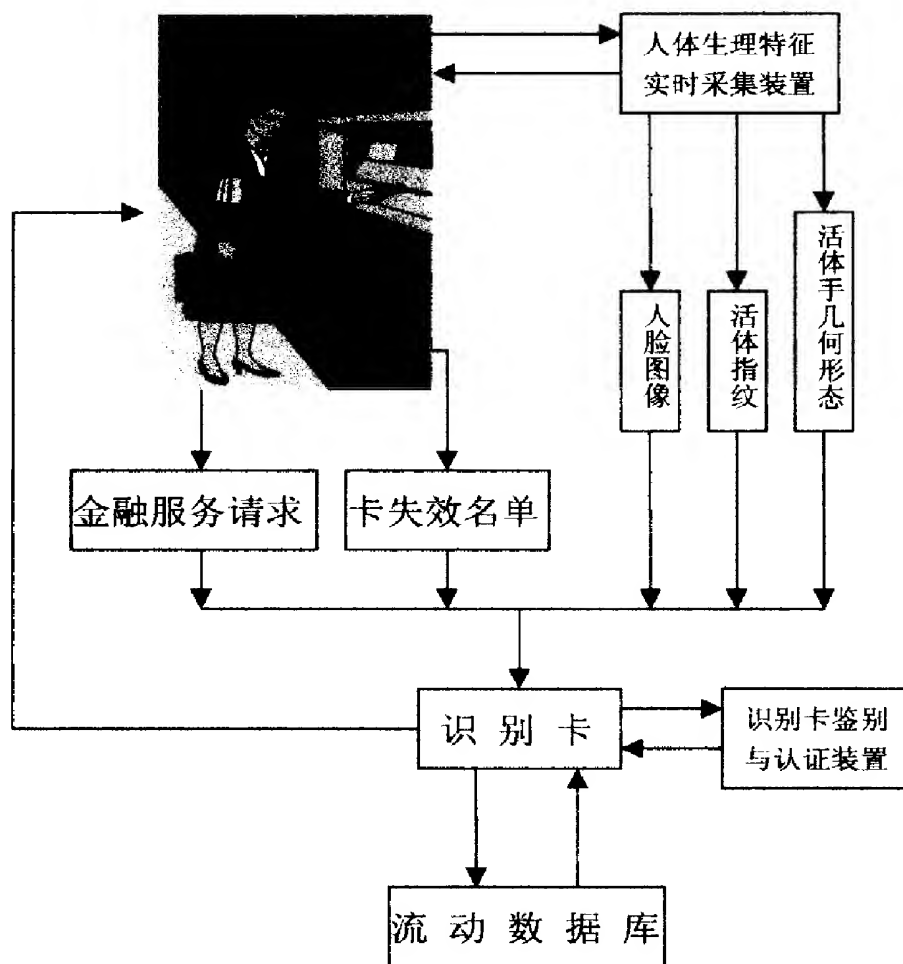 人体生理特征
实时采集装置
人脸图像
活体指纹
活体手几何形态
金融服务请求
卡失效名单
识别卡
识别卡鉴别
与认证装置
流动数据库